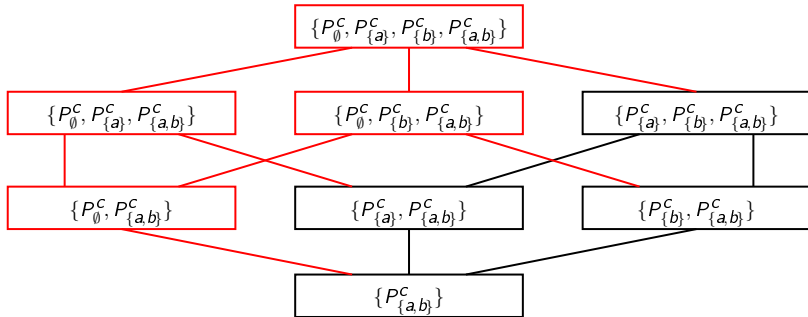 {P^c_∅, P^c_{a}, P^c_{b}, P^c_{a,b}}
{P^c_∅, P^c_{a}, P^c_{a,b}}
{P^c_∅, P^c_{b}, P^c_{a,b}}
{P^c_{a}, P^c_{b}, P^c_{a,b}}
{P^c_∅, P^c_{a,b}}
{P^c_{a}, P^c_{a,b}}
{P^c_{b}, P^c_{a,b}}
{P^c_{a,b}}